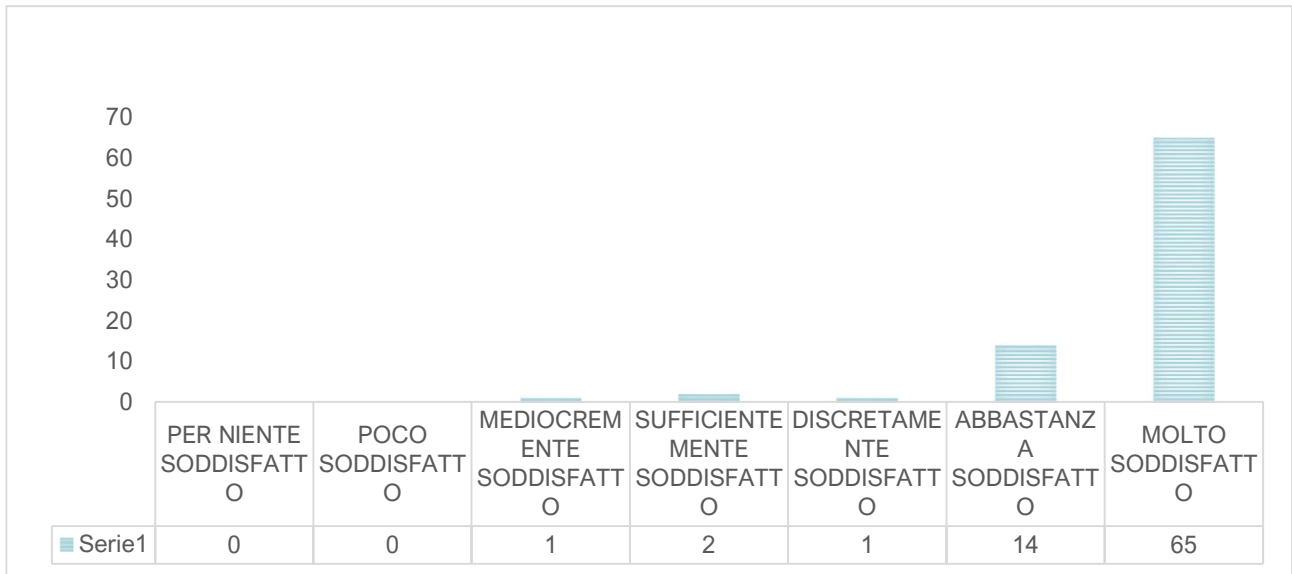 70
60
50
40
30
20
10
0
PER NIENTE
SODDISFATT
O
POCO
SODDISFATT
O
MEDIOCREM
ENTE
SODDISFATT
O
SUFFICIENTE
MENTE
SODDISFATT
O
DISCRETAME
NTE
SODDISFATT
O
ABBASTANZ
A
SODDISFATT
O
MOLTO
SODDISFATT
O
Serie1 0 0 1 2 1 14 65